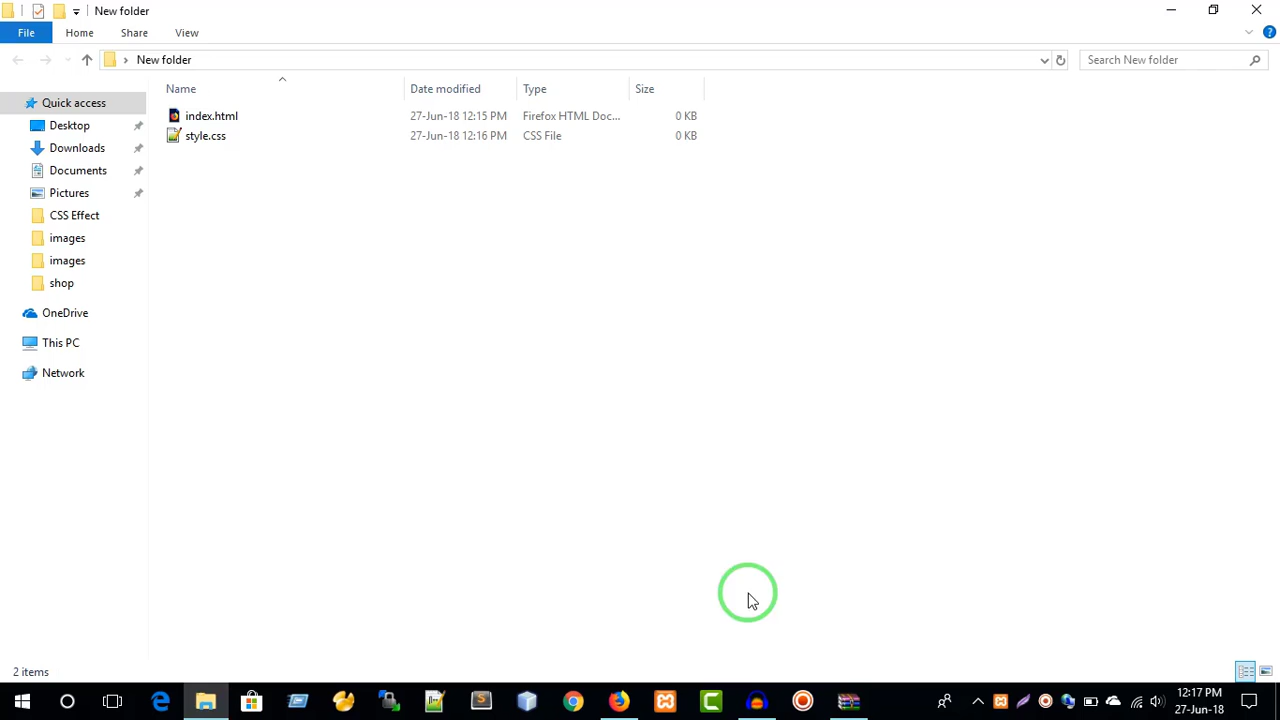 New folder
File Home Share View
New folder
Search New folder
Name Date modified Type Size
index.html 27-Jun-18 12:15 PM Firefox HTML Doc... 0 KB
style.css 27-Jun-18 12:16 PM CSS File 0 KB
Quick access
Desktop
Downloads
Documents
Pictures
CSS Effect
images
images
shop
OneDrive
This PC
Network
2 items
12:17 PM
27-Jun-18